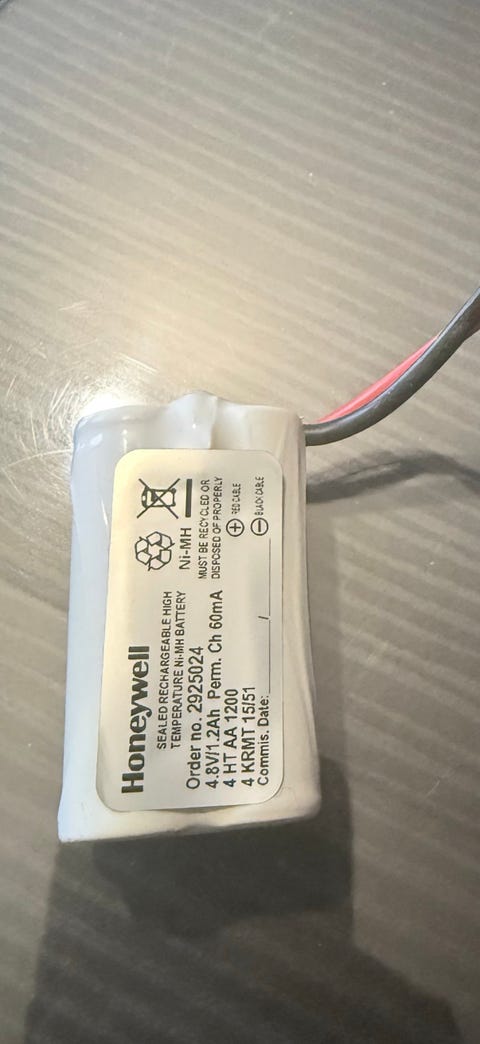 Honeywell
SEALED RECHARGEABLE HIGH
TEMPERATURE Ni-MH BATTERY
Order no. 2925024
4.8V/1.2Ah Perm. Ch 60mA
4 HT AA 1200
4 KRMT 15/51
Commis. Date:________/________
Ni-MH
MUST BE RECYCLED OR
DISPOSED OF PROPERLY
+ RED CABLE
- BLACK CABLE